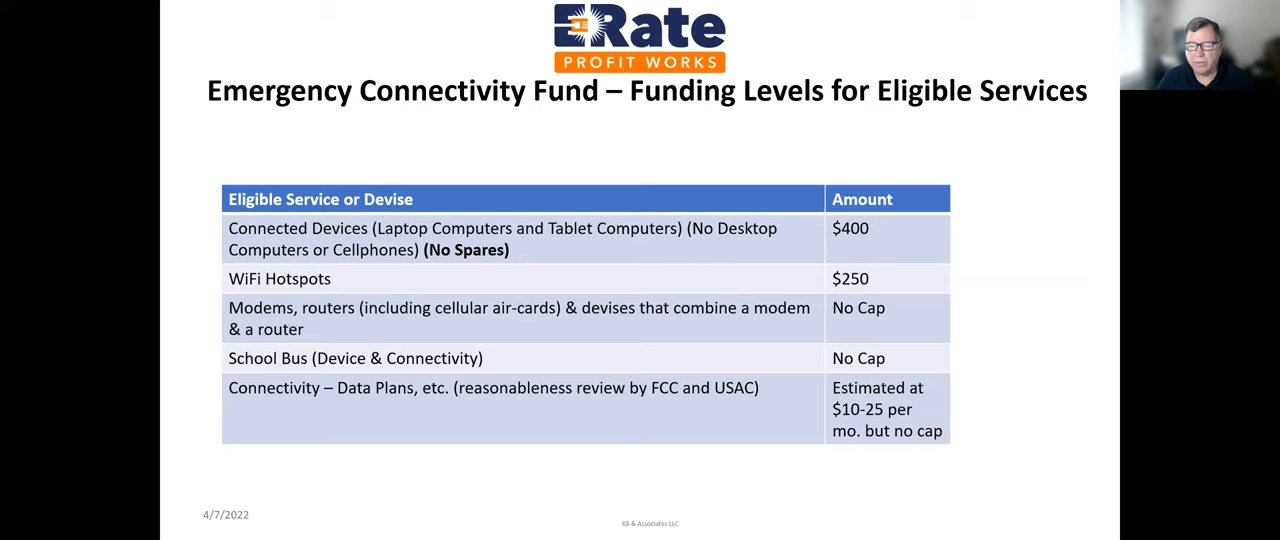 ERate
PROFIT WORKS
Emergency Connectivity Fund – Funding Levels for Eligible Services
Eligible Service or Devise
Amount
Connected Devices (Laptop Computers and Tablet Computers) (No Desktop
Computers or Cellphones) (No Spares)
$400
WiFi Hotspots
$250
Modems, routers (including cellular air-cards) & devises that combine a modem
& a router
No Cap
School Bus (Device & Connectivity)
No Cap
Connectivity – Data Plans, etc. (reasonableness review by FCC and USAC)
Estimated at
$10-25 per
mo. but no cap
4/7/2022
KB & Associates LLC